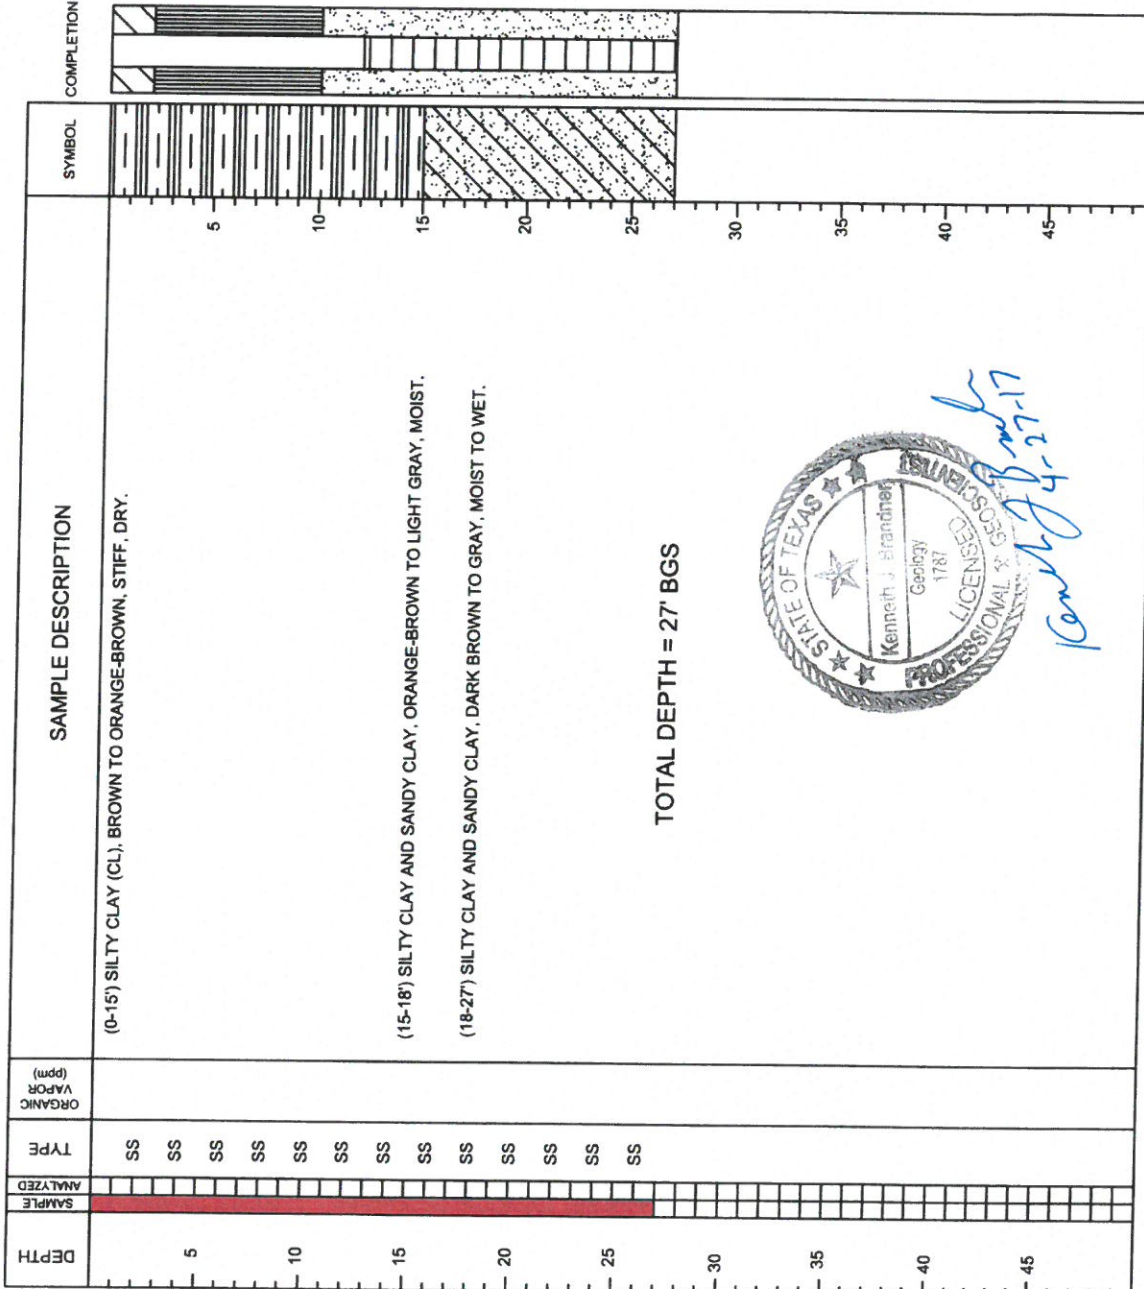 DEPTH
SAMPLE
ANALYZED
TYPE
ORGANIC
VAPOR
(ppm)
SAMPLE DESCRIPTION
SYMBOL
COMPLETION
(0-15') SILTY CLAY (CL), BROWN TO ORANGE-BROWN, STIFF, DRY.
(15-18') SILTY CLAY AND SANDY CLAY, ORANGE-BROWN TO LIGHT GRAY, MOIST.
(18-27') SILTY CLAY AND SANDY CLAY, DARK BROWN TO GRAY, MOIST TO WET.
TOTAL DEPTH = 27' BGS
5
10
15
20
25
30
35
40
45
SS
SS
SS
SS
SS
SS
SS
SS
SS
SS
SS
SS
SS
5
10
15
20
25
30
35
40
45
STATE OF TEXAS
Kenneth J. Brandner
Geology
1787
LICENSED
PROFESSIONAL GEOSCIENTIST
4-27-17